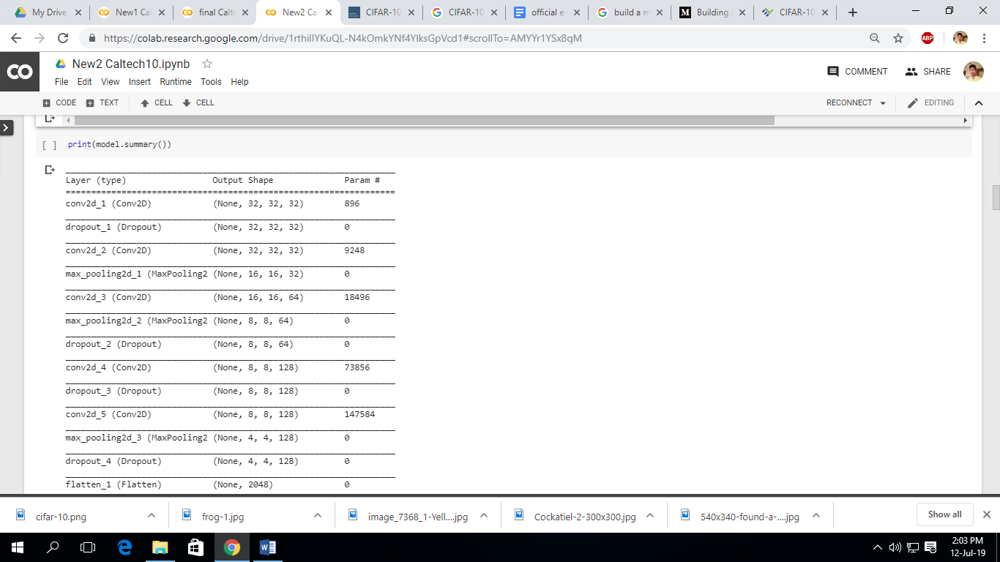 My Drive
New1 Cal
final Calte
New2 Cal
CIFAR-10
CIFAR-10
official e-
build a m
Building
CIFAR-10
https://colab.research.google.com/drive/1rthiIlYKuQL-N4kOmkYNf4YlksGpVcd1#scrollTo=AMYYr1YSx8qM
ABP
CO
New2 Caltech10.ipynb
COMMENT
SHARE
File Edit View Insert Runtime Tools Help
CODE TEXT CELL CELL
RECONNECT
EDITING
[ ] print(model.summary())
_________________________________________________________________
Layer (type) Output Shape Param #
=================================================================
conv2d_1 (Conv2D) (None, 32, 32, 32) 896
_________________________________________________________________
dropout_1 (Dropout) (None, 32, 32, 32) 0
_________________________________________________________________
conv2d_2 (Conv2D) (None, 32, 32, 32) 9248
_________________________________________________________________
max_pooling2d_1 (MaxPooling2 (None, 16, 16, 32) 0
_________________________________________________________________
conv2d_3 (Conv2D) (None, 16, 16, 64) 18496
_________________________________________________________________
max_pooling2d_2 (MaxPooling2 (None, 8, 8, 64) 0
_________________________________________________________________
dropout_2 (Dropout) (None, 8, 8, 64) 0
_________________________________________________________________
conv2d_4 (Conv2D) (None, 8, 8, 128) 73856
_________________________________________________________________
dropout_3 (Dropout) (None, 8, 8, 128) 0
_________________________________________________________________
conv2d_5 (Conv2D) (None, 8, 8, 128) 147584
_________________________________________________________________
max_pooling2d_3 (MaxPooling2 (None, 4, 4, 128) 0
_________________________________________________________________
dropout_4 (Dropout) (None, 4, 4, 128) 0
_________________________________________________________________
flatten_1 (Flatten) (None, 2048) 0
cifar-10.png
frog-1.jpg
image_7368_1-Yell....jpg
Cockatiel-2-300x300.jpg
540x340-found-a-....jpg
Show all
2:03 PM
12-Jul-19